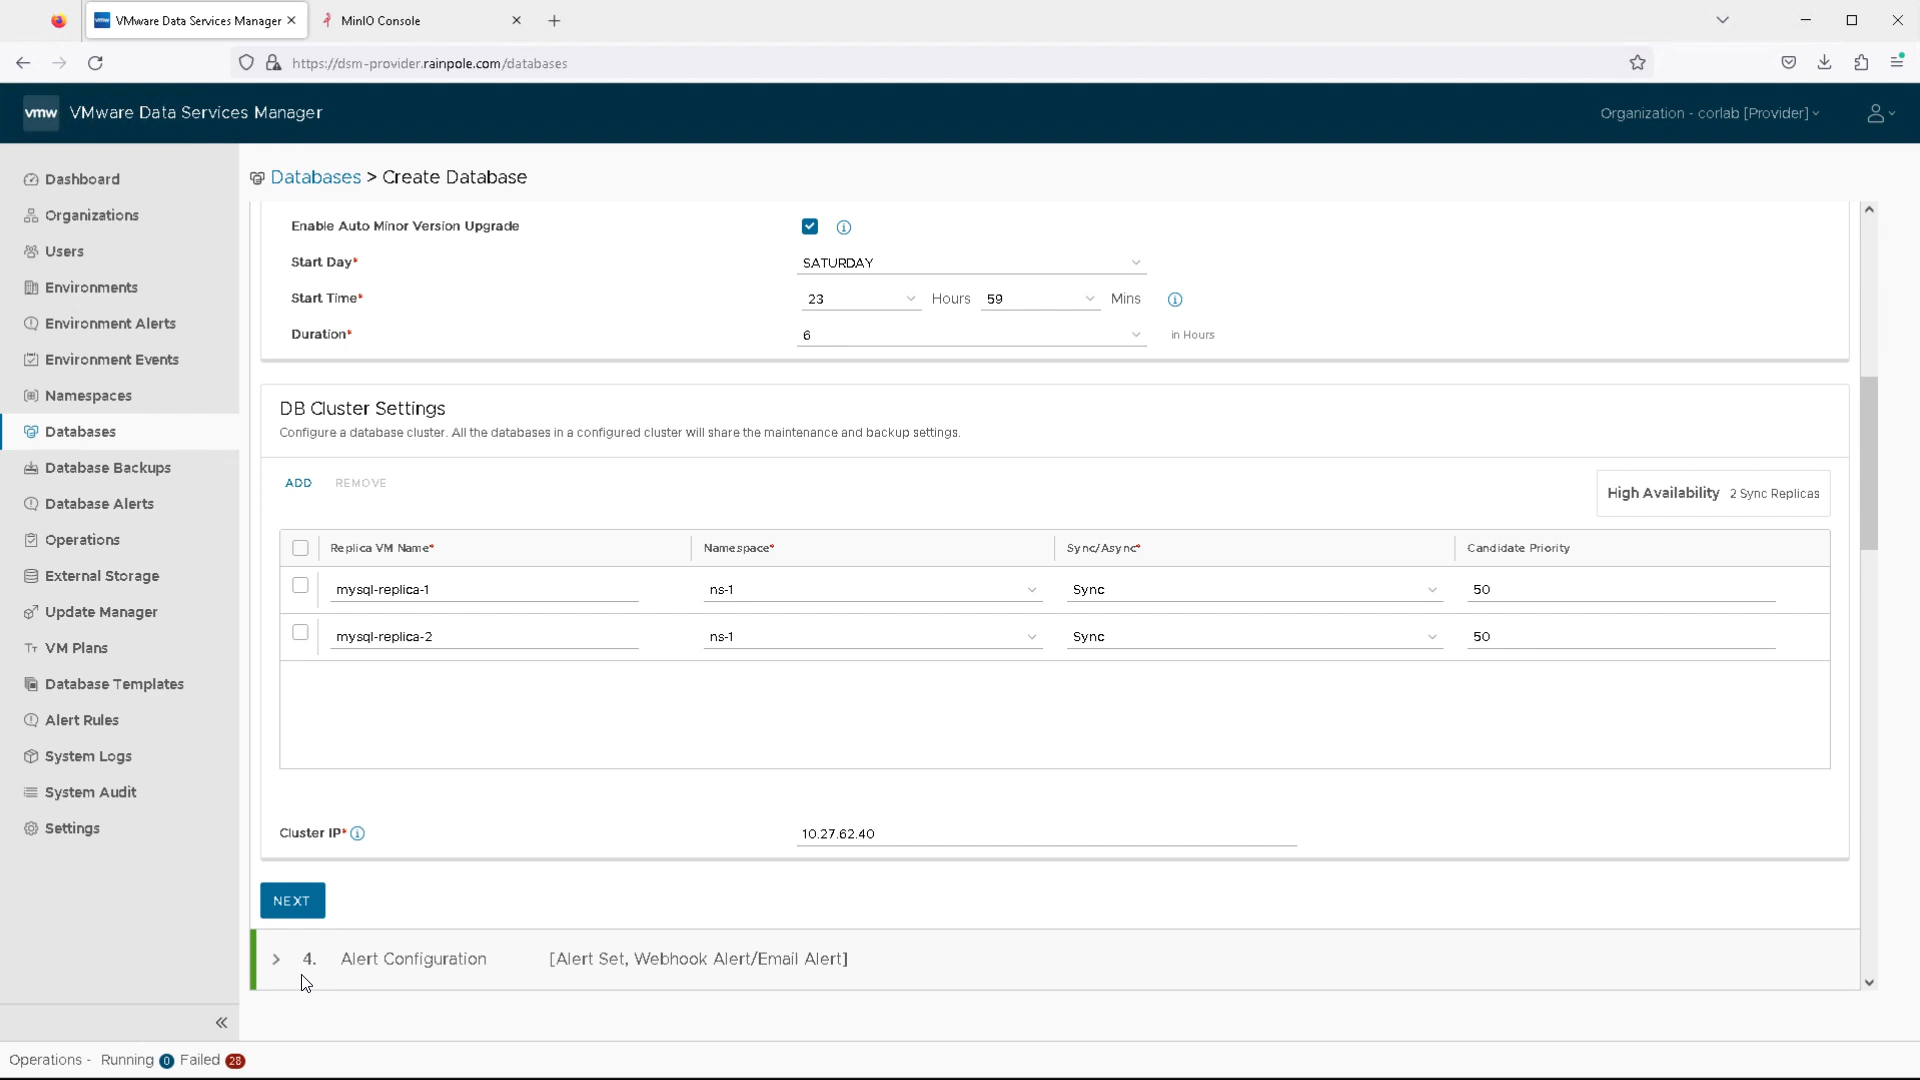 VMware Data Services Manager
MinIO Console
https://dsm-provider.rainpole.com/databases
vmw VMware Data Services Manager
Organization - corlab [Provider]
Dashboard
Organizations
Users
Environments
Environment Alerts
Environment Events
Namespaces
Databases
Database Backups
Database Alerts
Operations
External Storage
Update Manager
VM Plans
Database Templates
Alert Rules
System Logs
System Audit
Settings
Databases > Create Database
Enable Auto Minor Version Upgrade
Start Day* SATURDAY
Start Time* 23 Hours 59 Mins
Duration* 6 in Hours
DB Cluster Settings
Configure a database cluster. All the databases in a configured cluster will share the maintenance and backup settings.
ADD REMOVE
High Availability 2 Sync Replicas
Replica VM Name* Namespace* Sync/Async* Candidate Priority
mysql-replica-1 ns-1 Sync 50
mysql-replica-2 ns-1 Sync 50
Cluster IP* 10.27.62.40
NEXT
4. Alert Configuration [Alert Set, Webhook Alert/Email Alert]
Operations - Running 0 Failed 28